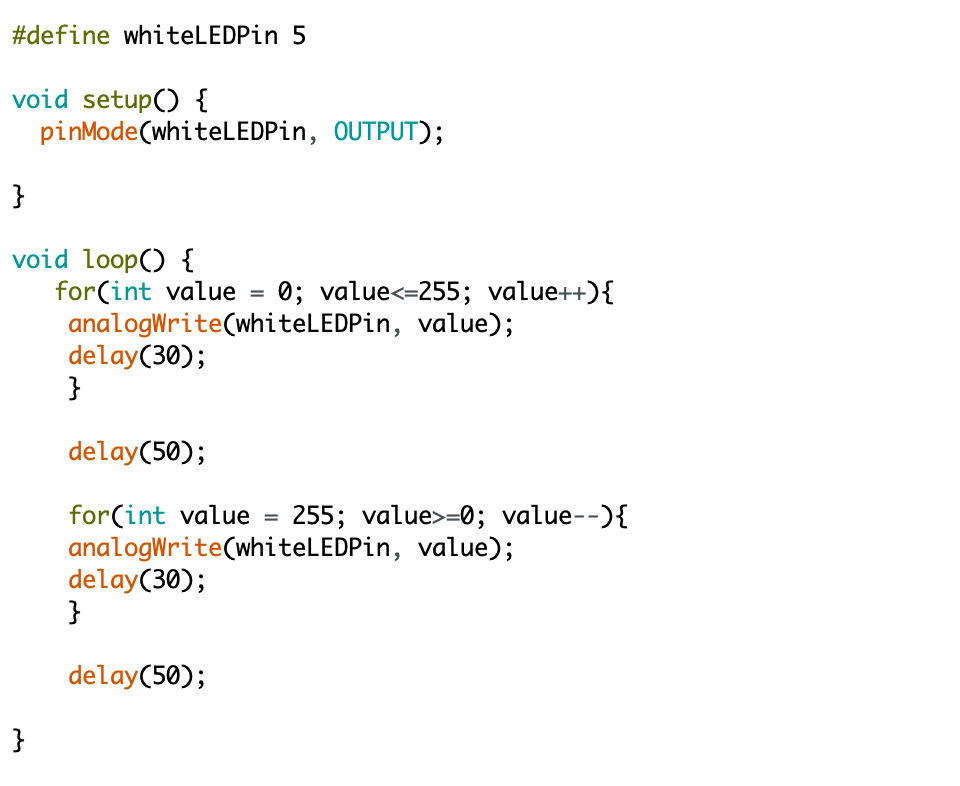 #define whiteLEDPin 5
void setup() {
pinMode(whiteLEDPin, OUTPUT);
}
void loop() {
for(int value = 0; value<=255; value++){
analogWrite(whiteLEDPin, value);
delay(30);
}
delay(50);
for(int value = 255; value>=0; value--){
analogWrite(whiteLEDPin, value);
delay(30);
}
delay(50);
}